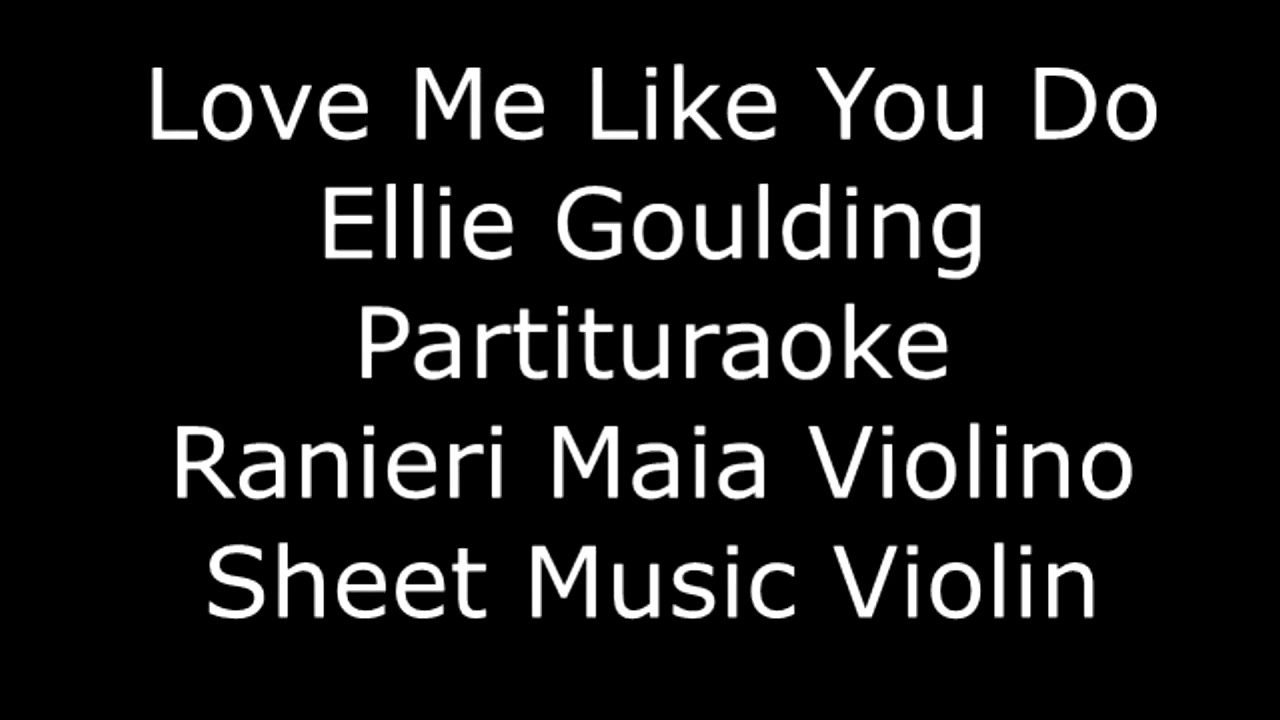 Love Me Like You Do
Ellie Goulding
Partituraoke
Ranieri Maia Violino
Sheet Music Violin